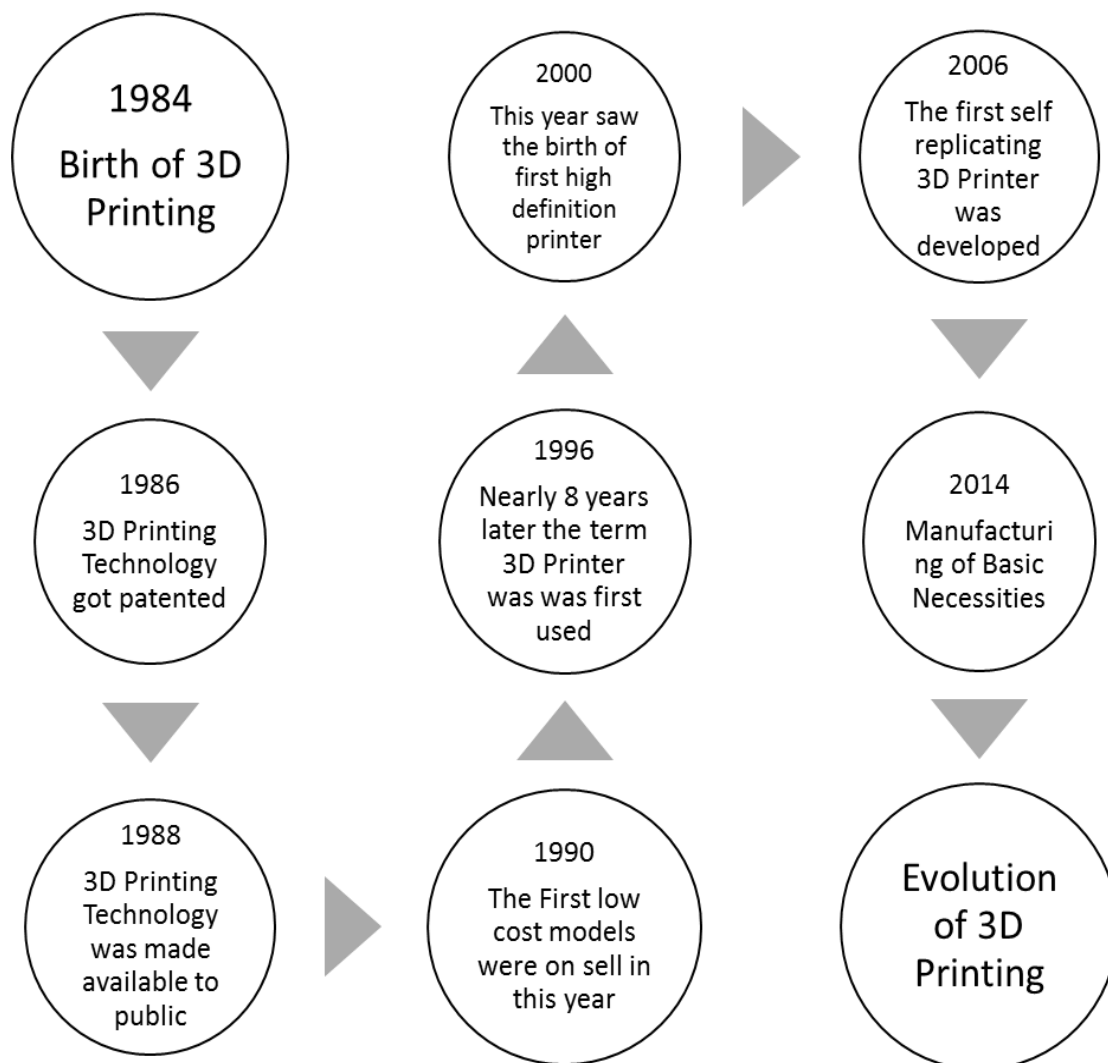 1984
Birth of 3D
Printing
1986
3D Printing
Technology
got patented
1988
3D Printing
Technology
was made
available to
public
1990
The First low
cost models
were on sell in
this year
1996
Nearly 8 years
later the term
3D Printer
was was first
used
2000
This year saw
the birth of
first high
definition
printer
2006
The first self
replicating
3D Printer
was
developed
2014
Manufacturi
ng of Basic
Necessities
Evolution
of 3D
Printing